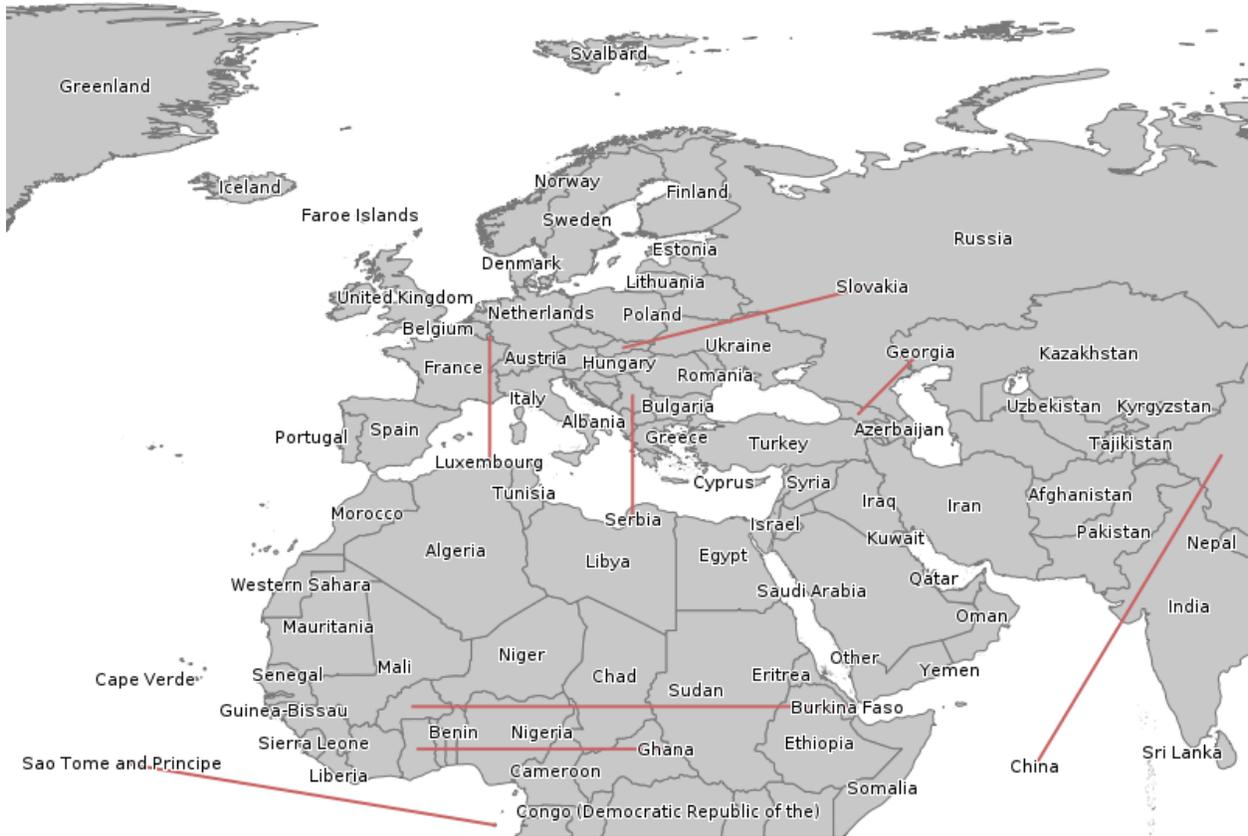 Svalbard
Greenland
Iceland
Norway
Finland
Faroe Islands
Sweden
Russia
Estonia
Denmark
Lithuania
Slovakia
United Kingdom
Netherlands
Poland
Belgium
Ukraine
Georgia
Kazakhstan
Austria
Hungary
France
Romania
Italy
Bulgaria
Uzbekistan
Kyrgyzstan
Albania
Spain
Azerbaijan
Portugal
Greece
Turkey
Tajikistan
Luxembourg
Cyprus
Syria
Tunisia
Afghanistan
Iraq
Iran
Morocco
Serbia
Israel
Pakistan
Kuwait
Nepal
Algeria
Egypt
Libya
Qatar
Western Sahara
Saudi Arabia
India
Oman
Mauritania
Niger
Other
Mali
Yemen
Senegal
Chad
Eritrea
Cape Verde
Sudan
Burkina Faso
Guinea-Bissau
Benin
Nigeria
Sierra Leone
Ghana
Ethiopia
Sri Lanka
Sao Tome and Principe
China
Cameroon
Liberia
Somalia
Congo (Democratic Republic of the)